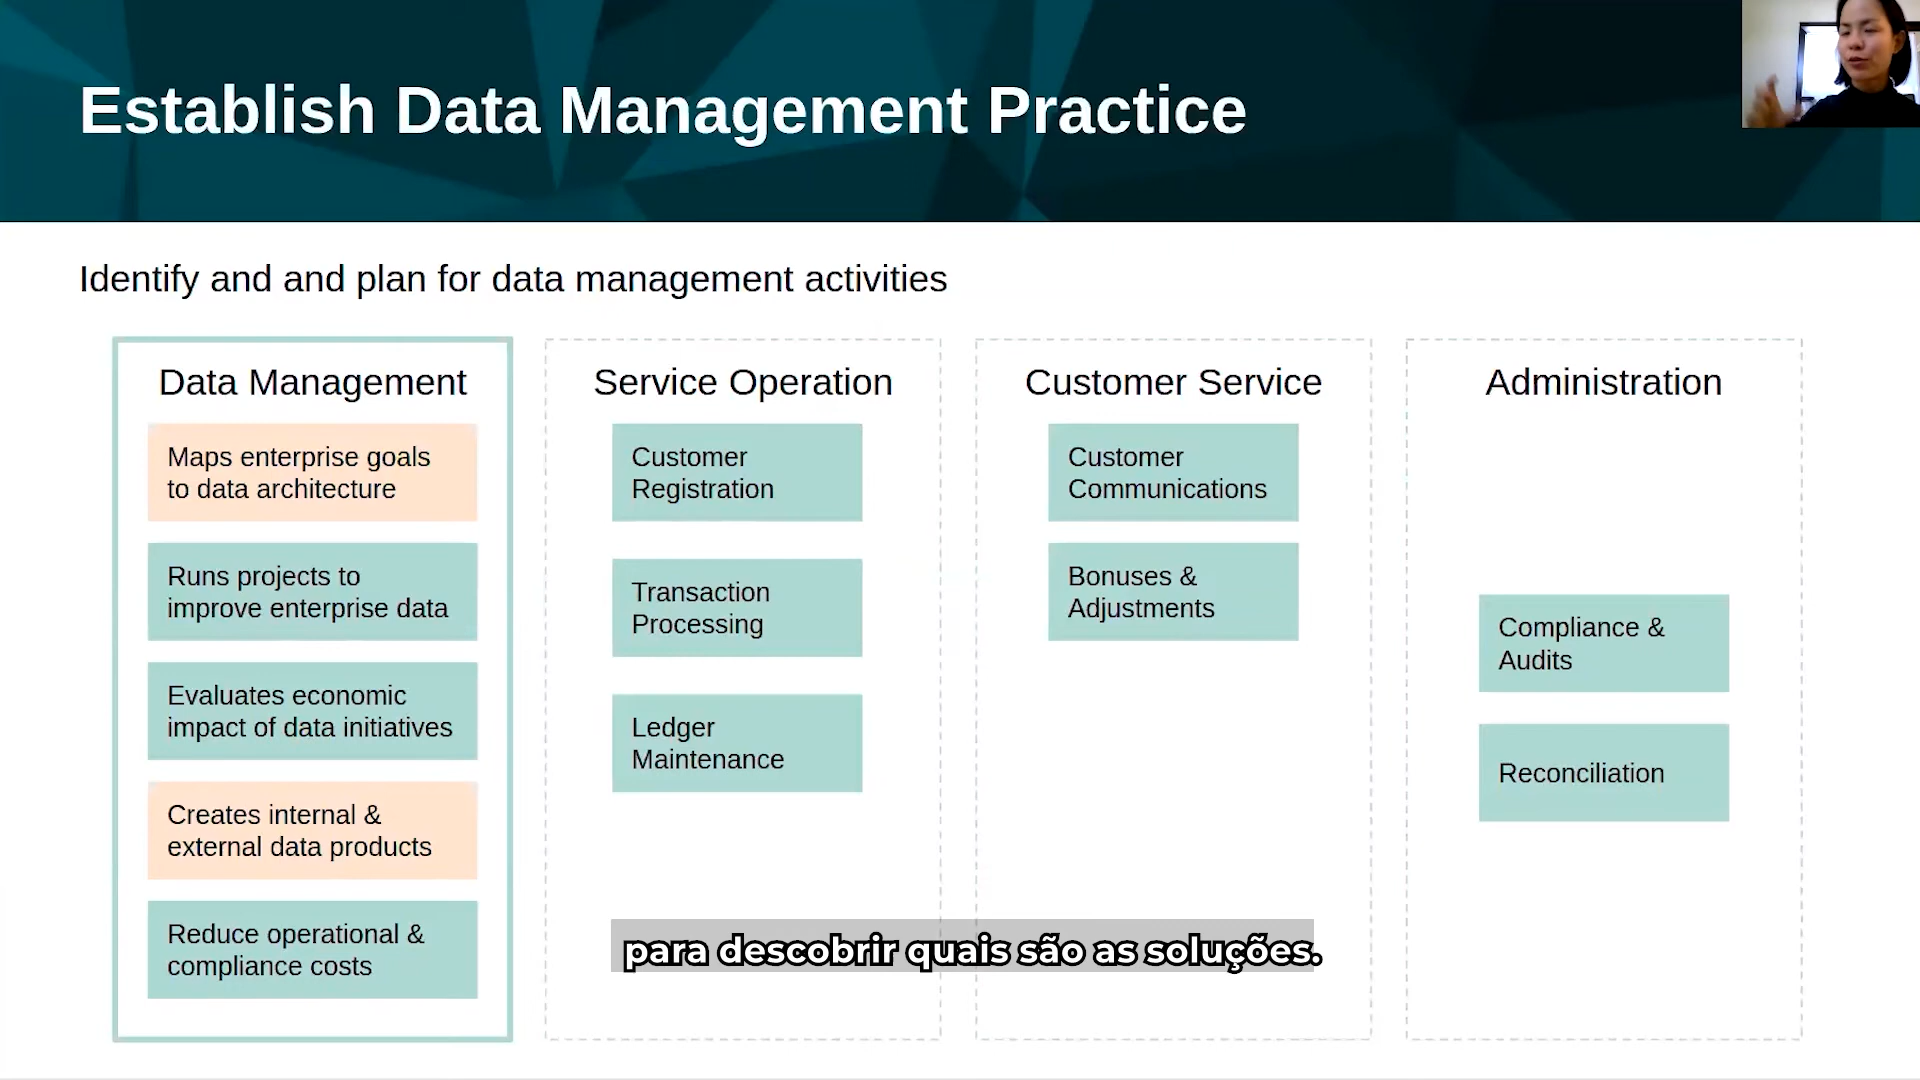 Establish Data Management Practice
Identify and and plan for data management activities
Data Management
Maps enterprise goals
to data architecture
Runs projects to
improve enterprise data
Evaluates economic
impact of data initiatives
Creates internal &
external data products
Reduce operational &
compliance costs
Service Operation
Customer
Registration
Transaction
Processing
Ledger
Maintenance
Customer Service
Customer
Communications
Bonuses &
Adjustments
Administration
Compliance &
Audits
Reconciliation
para descobrir quais são as soluções.